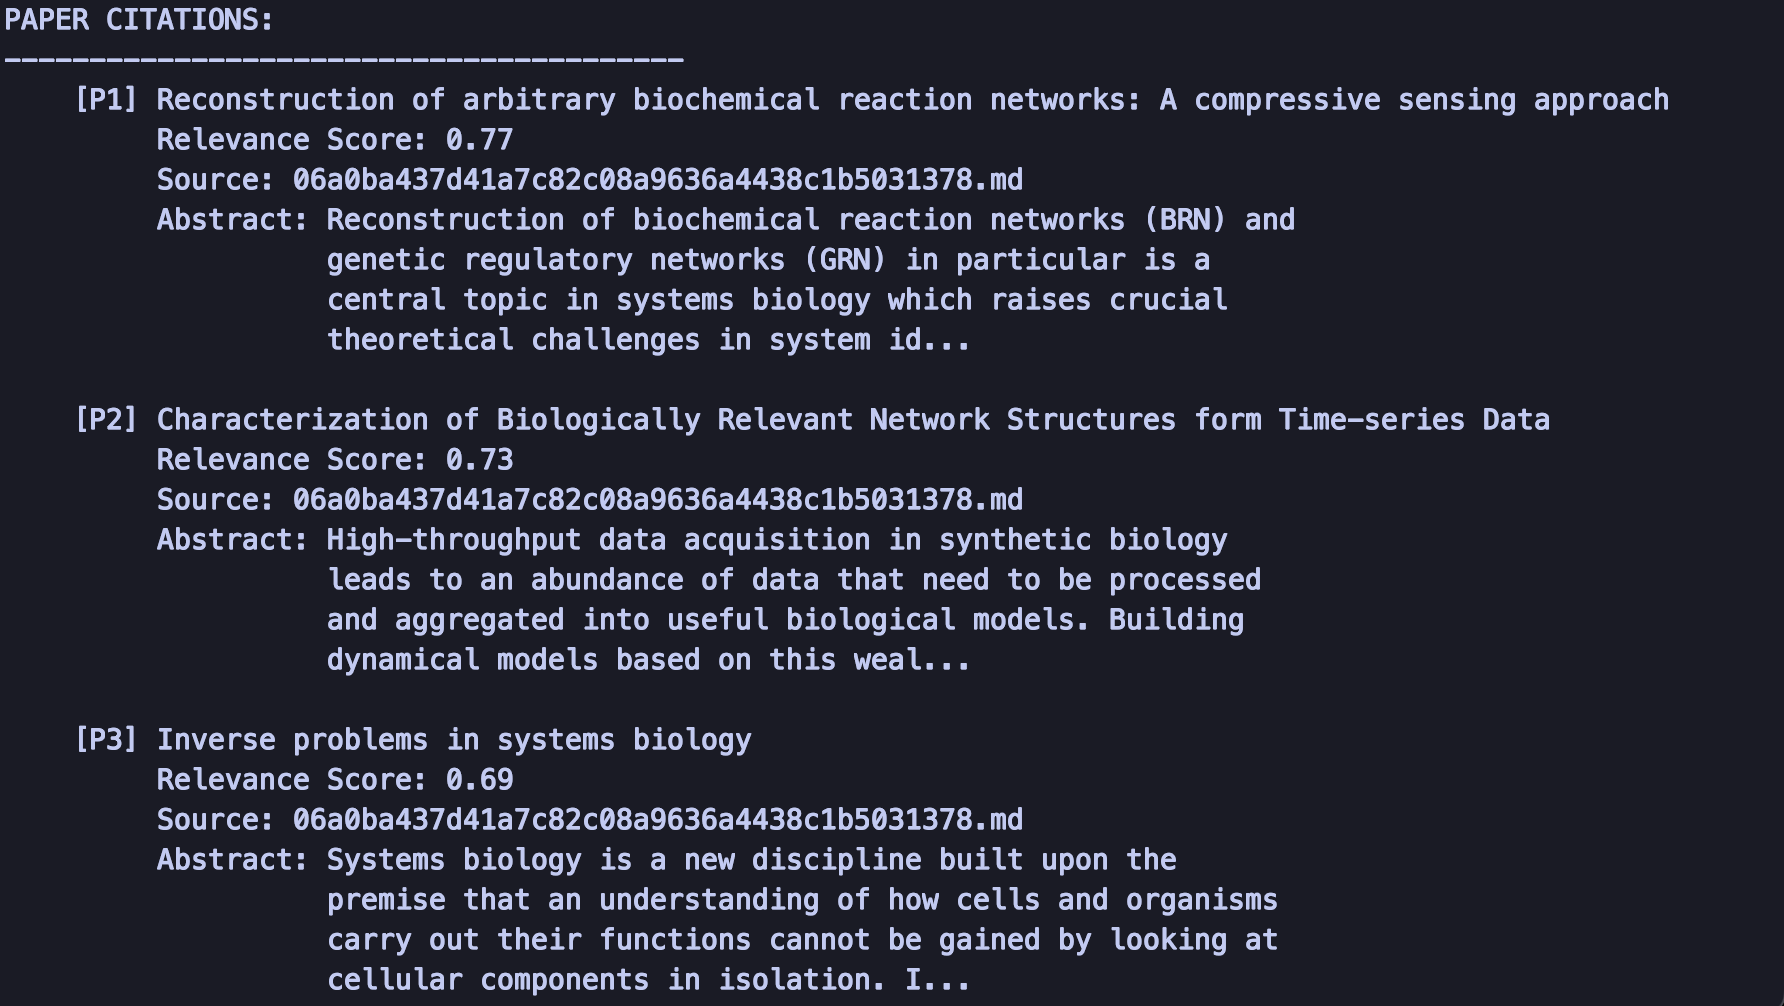 PAPER CITATIONS:
----------------------------------------
[P1] Reconstruction of arbitrary biochemical reaction networks: A compressive sensing approach
Relevance Score: 0.77
Source: 06a0ba437d41a7c82c08a9636a4438c1b5031378.md
Abstract: Reconstruction of biochemical reaction networks (BRN) and
genetic regulatory networks (GRN) in particular is a
central topic in systems biology which raises crucial
theoretical challenges in system id...
[P2] Characterization of Biologically Relevant Network Structures form Time-series Data
Relevance Score: 0.73
Source: 06a0ba437d41a7c82c08a9636a4438c1b5031378.md
Abstract: High-throughput data acquisition in synthetic biology
leads to an abundance of data that need to be processed
and aggregated into useful biological models. Building
dynamical models based on this weal...
[P3] Inverse problems in systems biology
Relevance Score: 0.69
Source: 06a0ba437d41a7c82c08a9636a4438c1b5031378.md
Abstract: Systems biology is a new discipline built upon the
premise that an understanding of how cells and organisms
carry out their functions cannot be gained by looking at
cellular components in isolation. I...